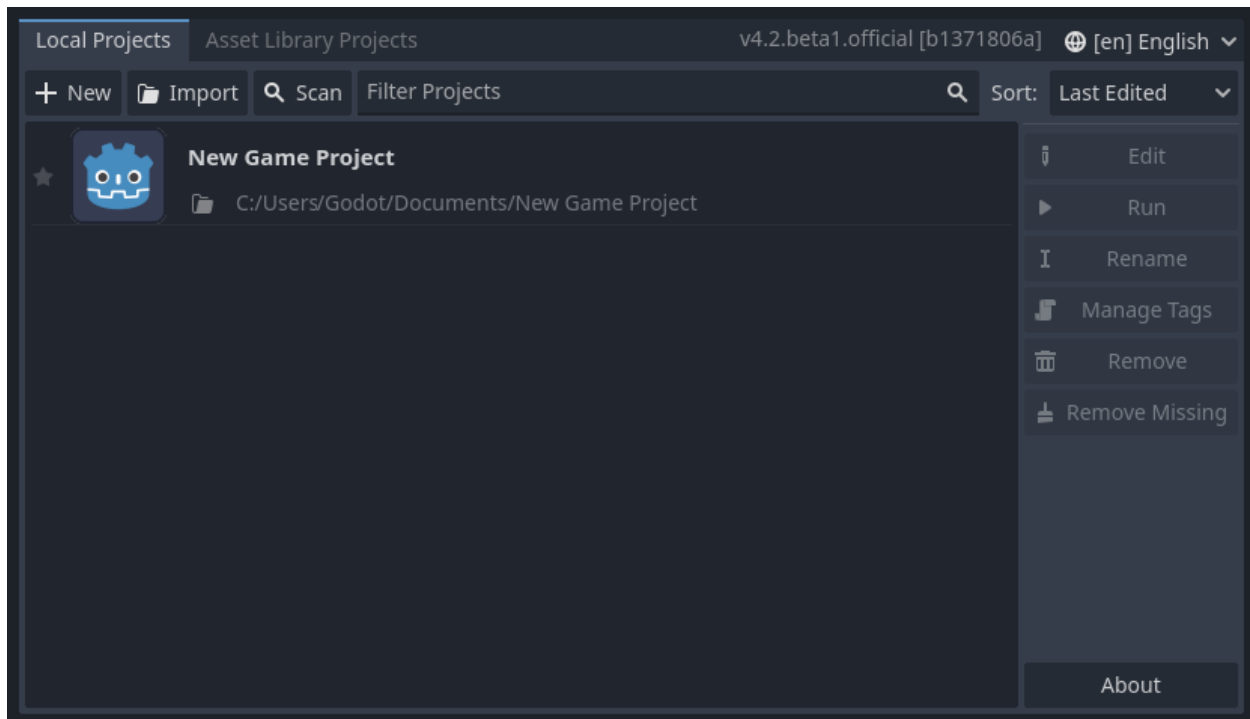 Local Projects Asset Library Projects v4.2.beta1.official [b1371806a] [en] English
New Import Scan Filter Projects Sort: Last Edited
New Game Project
C:/Users/Godot/Documents/New Game Project
Edit
Run
Rename
Manage Tags
Remove
Remove Missing
About